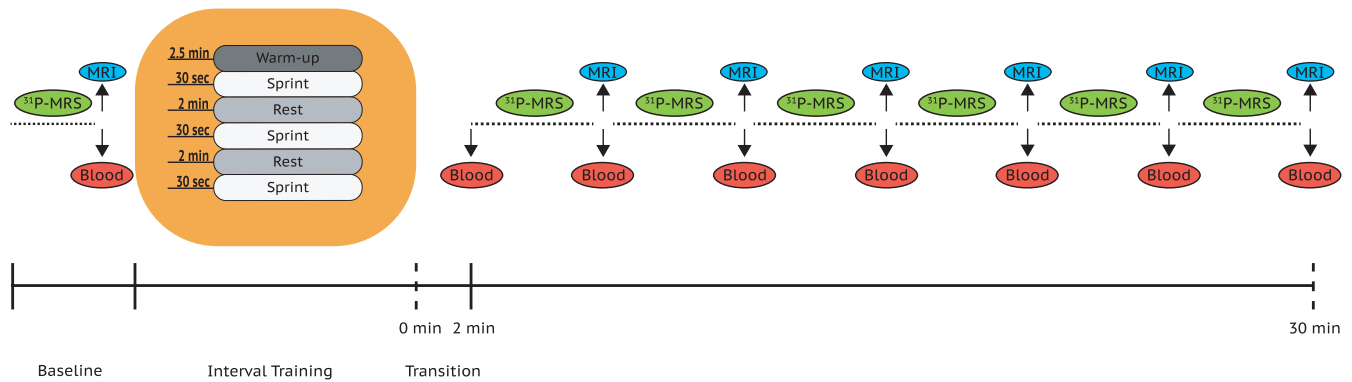 2.5 min Warm-up
30 sec Sprint
2 min Rest
30 sec Sprint
2 min Rest
30 sec Sprint
MRI MRI MRI MRI MRI MRI MRI
³¹P-MRS ³¹P-MRS ³¹P-MRS ³¹P-MRS ³¹P-MRS ³¹P-MRS ³¹P-MRS
Blood Blood Blood Blood Blood Blood Blood Blood
0 min 2 min 30 min
Baseline Interval Training Transition